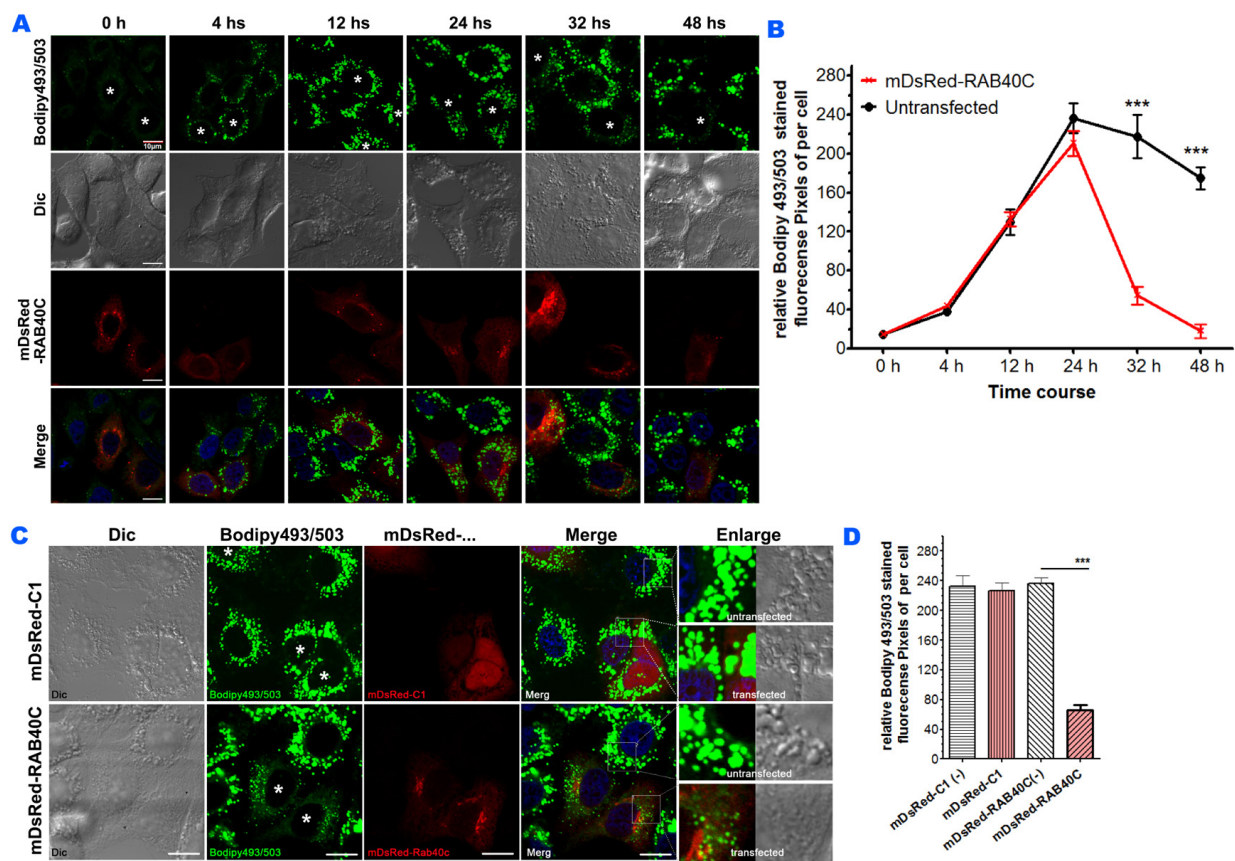 A
0 h 4 hs 12 hs 24 hs 32 hs 48 hs
Bodipy493/503
* * * * * * * * * * * *
10μm
Dic
mDsRed
-RAB40C
Merge
B
relative Bodipy 493/503 stained
fluorecense Pixels of per cell
280
240
200
160
120
80
40
0
mDsRed-RAB40C
Untransfected
*** ***
0 h 4 h 12 h 24 h 32 h 48 h
Time course
C
Dic Bodipy493/503 mDsRed-... Merge Enlarge
mDsRed-C1
* * *
untransfected
transfected
Dic Bodipy493/503 mDsRed-C1 Merg
mDsRed-RAB40C
* *
untransfected
transfected
Dic Bodipy493/503 mDsRed-Rab40c Merg
D
relative Bodipy 493/503 stained
fluorecense Pixels of per cell
280
240
200
160
120
80
40
0
***
mDsRed-C1 (-)
mDsRed-C1
mDsRed-RAB40C(-)
mDsRed-RAB40C